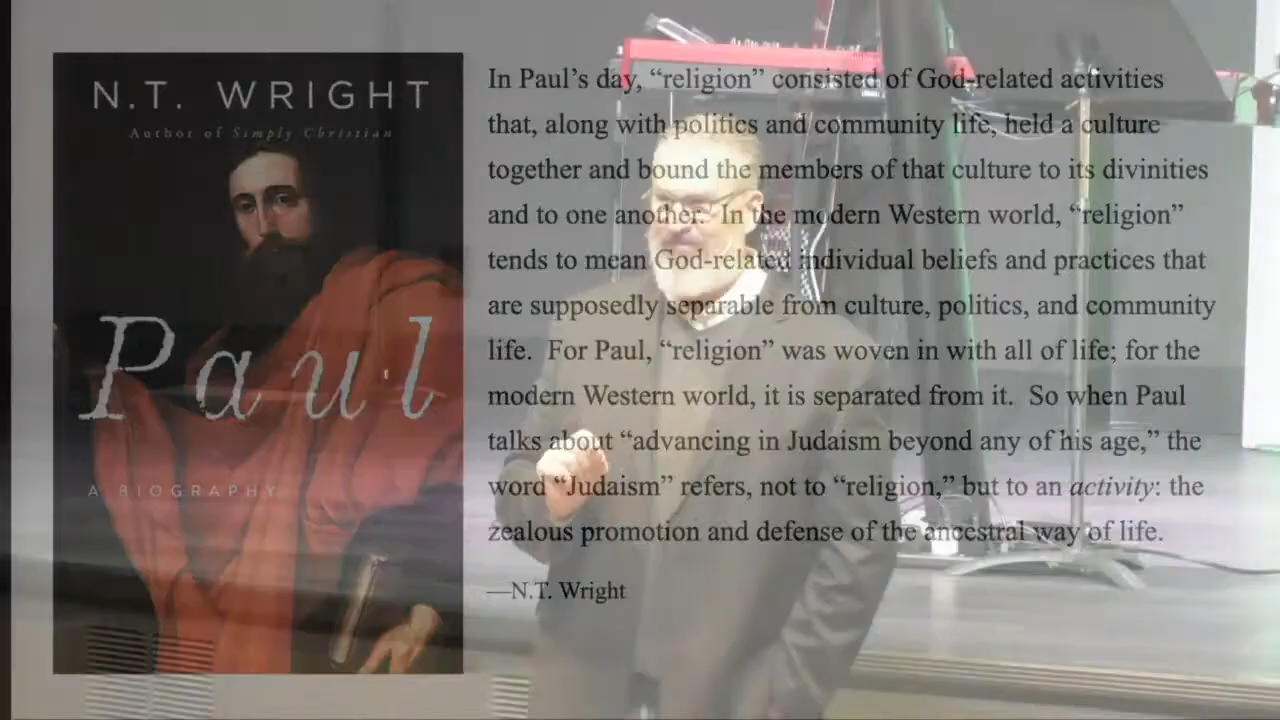 N.T. WRIGHT
Author of Simply Christian
Paul
A BIOGRAPHY
In Paul’s day, “religion” consisted of God-related activities
that, along with politics and community life, held a culture
together and bound the members of that culture to its divinities
and to one another.  In the modern Western world, “religion”
tends to mean God-related individual beliefs and practices that
are supposedly separable from culture, politics, and community
life.  For Paul, “religion” was woven in with all of life; for the
modern Western world, it is separated from it.  So when Paul
talks about “advancing in Judaism beyond any of his age,” the
word “Judaism” refers, not to “religion,” but to an activity: the
zealous promotion and defense of the ancestral way of life.
—N.T. Wright